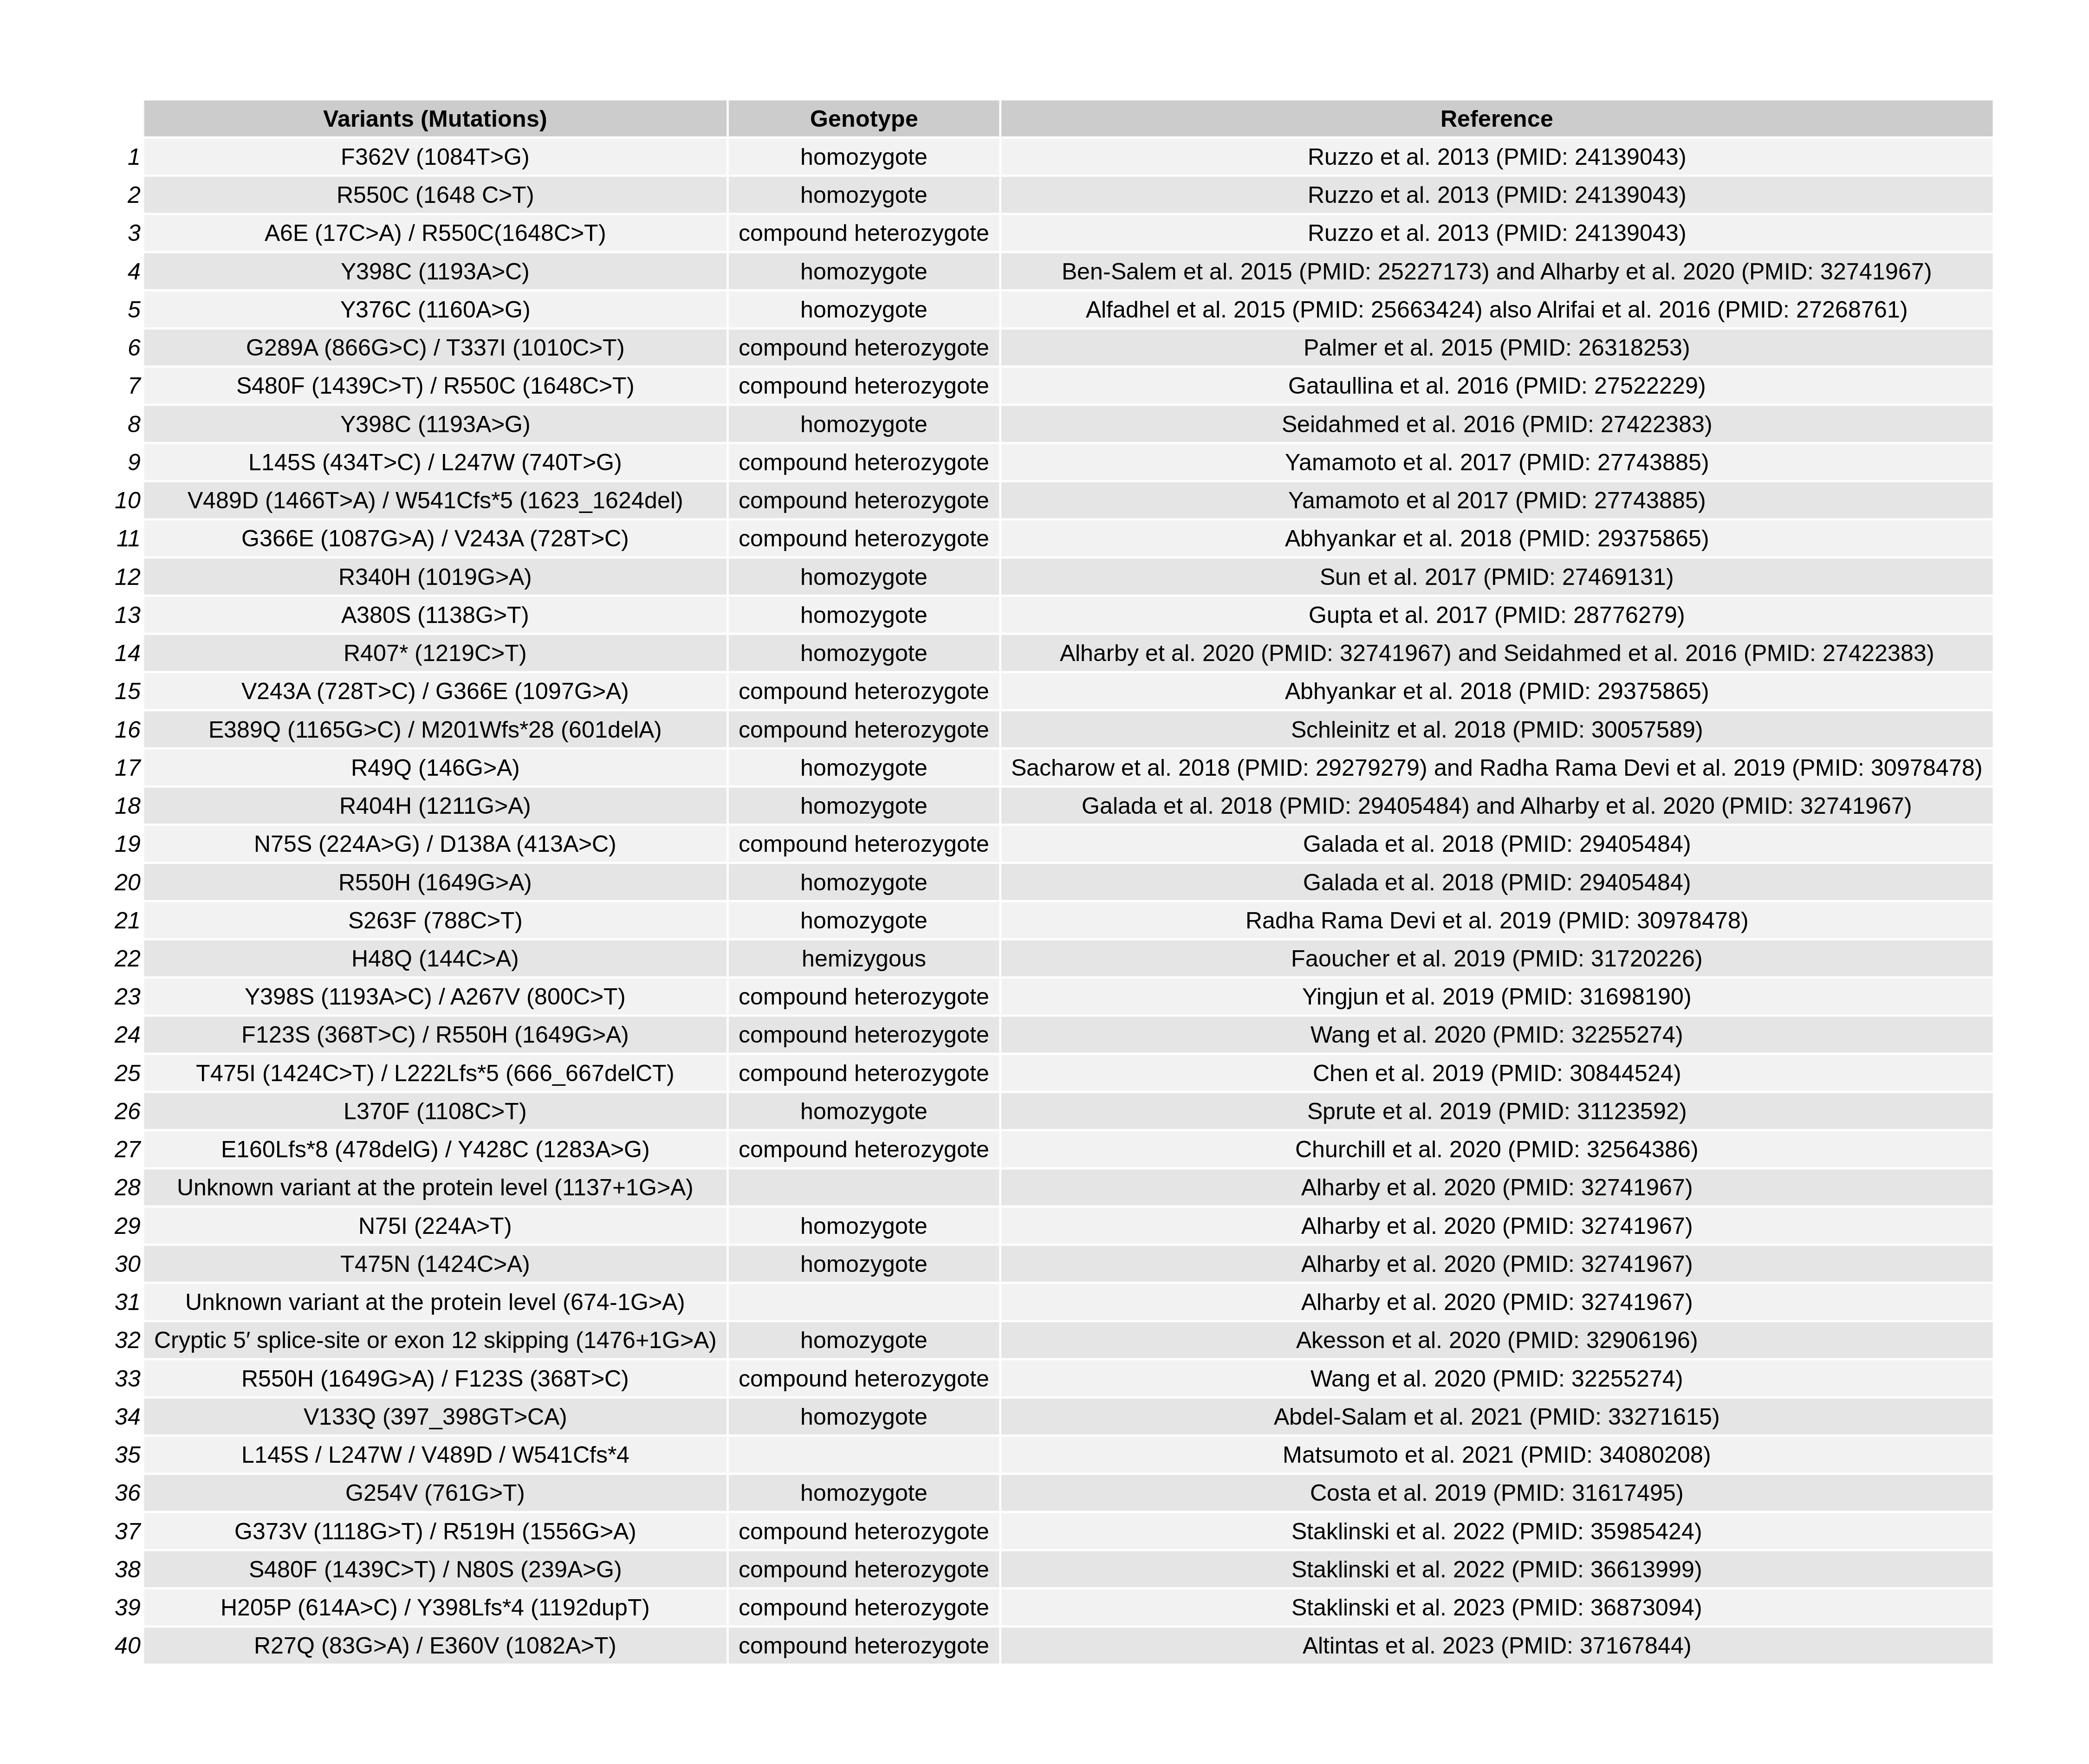 Variants (Mutations) Genotype Reference
1 F362V (1084T>G) homozygote Ruzzo et al. 2013 (PMID: 24139043)
2 R550C (1648 C>T) homozygote Ruzzo et al. 2013 (PMID: 24139043)
3 A6E (17C>A) / R550C(1648C>T) compound heterozygote Ruzzo et al. 2013 (PMID: 24139043)
4 Y398C (1193A>C) homozygote Ben-Salem et al. 2015 (PMID: 25227173) and Alharby et al. 2020 (PMID: 32741967)
5 Y376C (1160A>G) homozygote Alfadhel et al. 2015 (PMID: 25663424) also Alrifai et al. 2016 (PMID: 27268761)
6 G289A (866G>C) / T337I (1010C>T) compound heterozygote Palmer et al. 2015 (PMID: 26318253)
7 S480F (1439C>T) / R550C (1648C>T) compound heterozygote Gataullina et al. 2016 (PMID: 27522229)
8 Y398C (1193A>G) homozygote Seidahmed et al. 2016 (PMID: 27422383)
9 L145S (434T>C) / L247W (740T>G) compound heterozygote Yamamoto et al. 2017 (PMID: 27743885)
10 V489D (1466T>A) / W541Cfs*5 (1623_1624del) compound heterozygote Yamamoto et al 2017 (PMID: 27743885)
11 G366E (1087G>A) / V243A (728T>C) compound heterozygote Abhyankar et al. 2018 (PMID: 29375865)
12 R340H (1019G>A) homozygote Sun et al. 2017 (PMID: 27469131)
13 A380S (1138G>T) homozygote Gupta et al. 2017 (PMID: 28776279)
14 R407* (1219C>T) homozygote Alharby et al. 2020 (PMID: 32741967) and Seidahmed et al. 2016 (PMID: 27422383)
15 V243A (728T>C) / G366E (1097G>A) compound heterozygote Abhyankar et al. 2018 (PMID: 29375865)
16 E389Q (1165G>C) / M201Wfs*28 (601delA) compound heterozygote Schleinitz et al. 2018 (PMID: 30057589)
17 R49Q (146G>A) homozygote Sacharow et al. 2018 (PMID: 29279279) and Radha Rama Devi et al. 2019 (PMID: 30978478)
18 R404H (1211G>A) homozygote Galada et al. 2018 (PMID: 29405484) and Alharby et al. 2020 (PMID: 32741967)
19 N75S (224A>G) / D138A (413A>C) compound heterozygote Galada et al. 2018 (PMID: 29405484)
20 R550H (1649G>A) homozygote Galada et al. 2018 (PMID: 29405484)
21 S263F (788C>T) homozygote Radha Rama Devi et al. 2019 (PMID: 30978478)
22 H48Q (144C>A) hemizygous Faoucher et al. 2019 (PMID: 31720226)
23 Y398S (1193A>C) / A267V (800C>T) compound heterozygote Yingjun et al. 2019 (PMID: 31698190)
24 F123S (368T>C) / R550H (1649G>A) compound heterozygote Wang et al. 2020 (PMID: 32255274)
25 T475I (1424C>T) / L222Lfs*5 (666_667delCT) compound heterozygote Chen et al. 2019 (PMID: 30844524)
26 L370F (1108C>T) homozygote Sprute et al. 2019 (PMID: 31123592)
27 E160Lfs*8 (478delG) / Y428C (1283A>G) compound heterozygote Churchill et al. 2020 (PMID: 32564386)
28 Unknown variant at the protein level (1137+1G>A) Alharby et al. 2020 (PMID: 32741967)
29 N75I (224A>T) homozygote Alharby et al. 2020 (PMID: 32741967)
30 T475N (1424C>A) homozygote Alharby et al. 2020 (PMID: 32741967)
31 Unknown variant at the protein level (674-1G>A) Alharby et al. 2020 (PMID: 32741967)
32 Cryptic 5′ splice-site or exon 12 skipping (1476+1G>A) homozygote Akesson et al. 2020 (PMID: 32906196)
33 R550H (1649G>A) / F123S (368T>C) compound heterozygote Wang et al. 2020 (PMID: 32255274)
34 V133Q (397_398GT>CA) homozygote Abdel-Salam et al. 2021 (PMID: 33271615)
35 L145S / L247W / V489D / W541Cfs*4 Matsumoto et al. 2021 (PMID: 34080208)
36 G254V (761G>T) homozygote Costa et al. 2019 (PMID: 31617495)
37 G373V (1118G>T) / R519H (1556G>A) compound heterozygote Staklinski et al. 2022 (PMID: 35985424)
38 S480F (1439C>T) / N80S (239A>G) compound heterozygote Staklinski et al. 2022 (PMID: 36613999)
39 H205P (614A>C) / Y398Lfs*4 (1192dupT) compound heterozygote Staklinski et al. 2023 (PMID: 36873094)
40 R27Q (83G>A) / E360V (1082A>T) compound heterozygote Altintas et al. 2023 (PMID: 37167844)